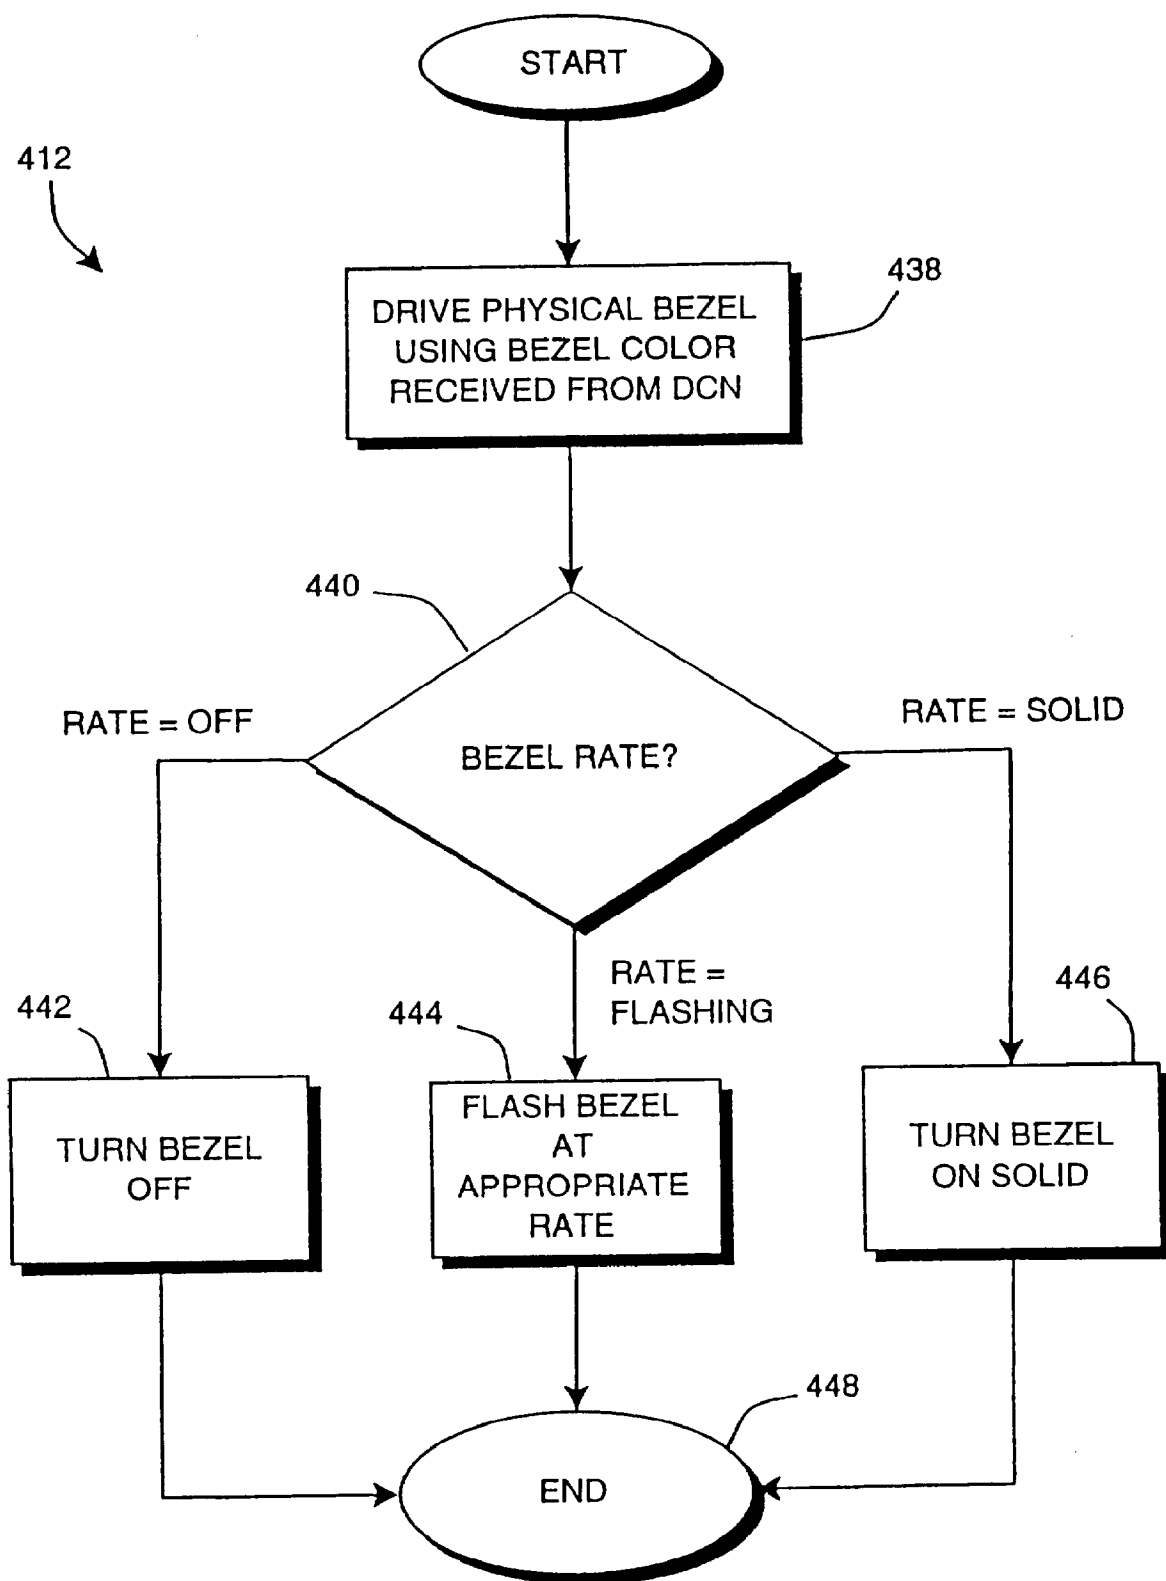 START
412
438
DRIVE PHYSICAL BEZEL
USING BEZEL COLOR
RECEIVED FROM DCN
440
RATE = OFF
RATE = SOLID
BEZEL RATE?
RATE =
FLASHING
442
444
446
TURN BEZEL
OFF
FLASH BEZEL
AT
APPROPRIATE
RATE
TURN BEZEL
ON SOLID
448
END